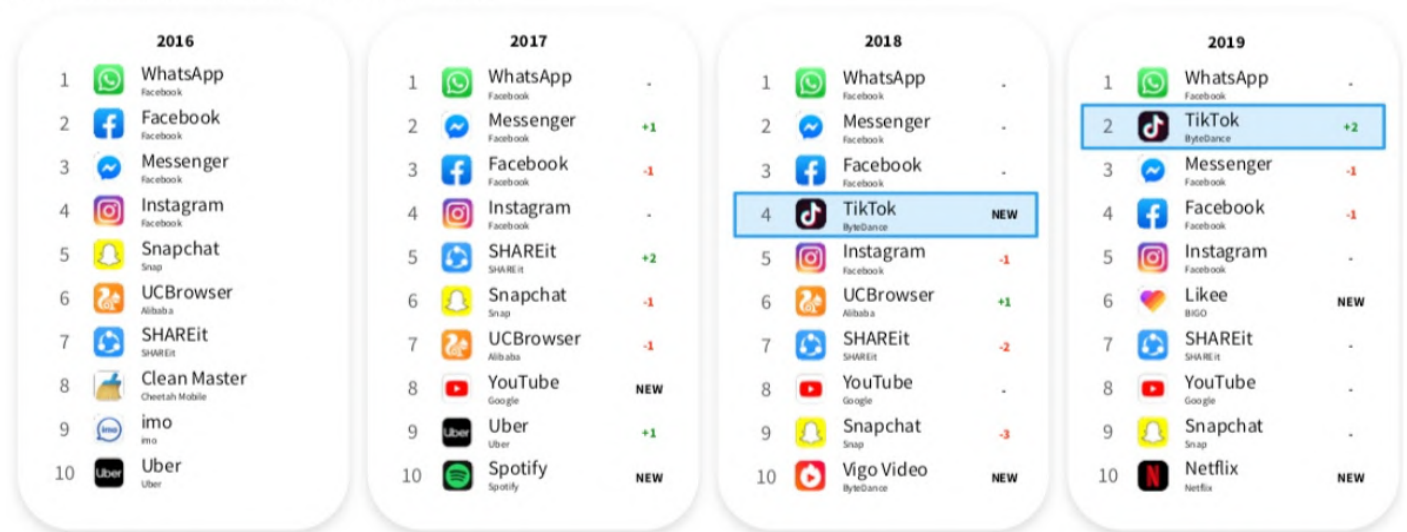 2016
1
WhatsApp
Facebook
2
Facebook
Facebook
3
Messenger
Facebook
4
Instagram
Facebook
5
Snapchat
Snap
6
UCBrowser
Alibaba
7
SHAREit
SHAREit
8
Clean Master
Cheetah Mobile
9
imo
imo
imo
10
Uber
Uber
Uber
2017
1
WhatsApp
-
Facebook
2
Messenger
+1
Facebook
3
Facebook
-1
Facebook
4
Instagram
-
Facebook
5
SHAREit
+2
SHAREit
6
Snapchat
-1
Snap
7
UCBrowser
-1
Alibaba
8
YouTube
NEW
Google
9
Uber
Uber
+1
Uber
10
Spotify
NEW
Spotify
2018
1
WhatsApp
-
Facebook
2
Messenger
-
Facebook
3
Facebook
-
Facebook
4
TikTok
NEW
ByteDance
5
Instagram
-1
Facebook
6
UCBrowser
+1
Alibaba
7
SHAREit
-2
SHAREit
8
YouTube
-
Google
9
Snapchat
-3
Snap
10
Vigo Video
NEW
ByteDance
2019
1
WhatsApp
-
Facebook
2
TikTok
+2
ByteDance
3
Messenger
-1
Facebook
4
Facebook
-1
Facebook
5
Instagram
-
Facebook
6
Likee
NEW
BIGO
7
SHAREit
-
SHAREit
8
YouTube
-
Google
9
Snapchat
-
Snap
10
Netflix
NEW
Netflix